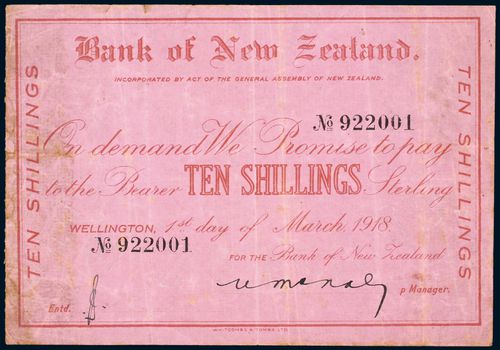 Bank of New Zealand.
INCORPORATED BY ACT OF THE GENERAL ASSEMBLY OF NEW ZEALAND.
TEN SHILLINGS
TEN SHILLINGS
№ 922001
On demand We Promise to pay
to the Bearer TEN SHILLINGS Sterling
WELLINGTON, 1st day of March, 1918.
№ 922001
FOR THE Bank of New Zealand
Entd.
p Manager.
WHITCOMBE & TOMBS LTD.